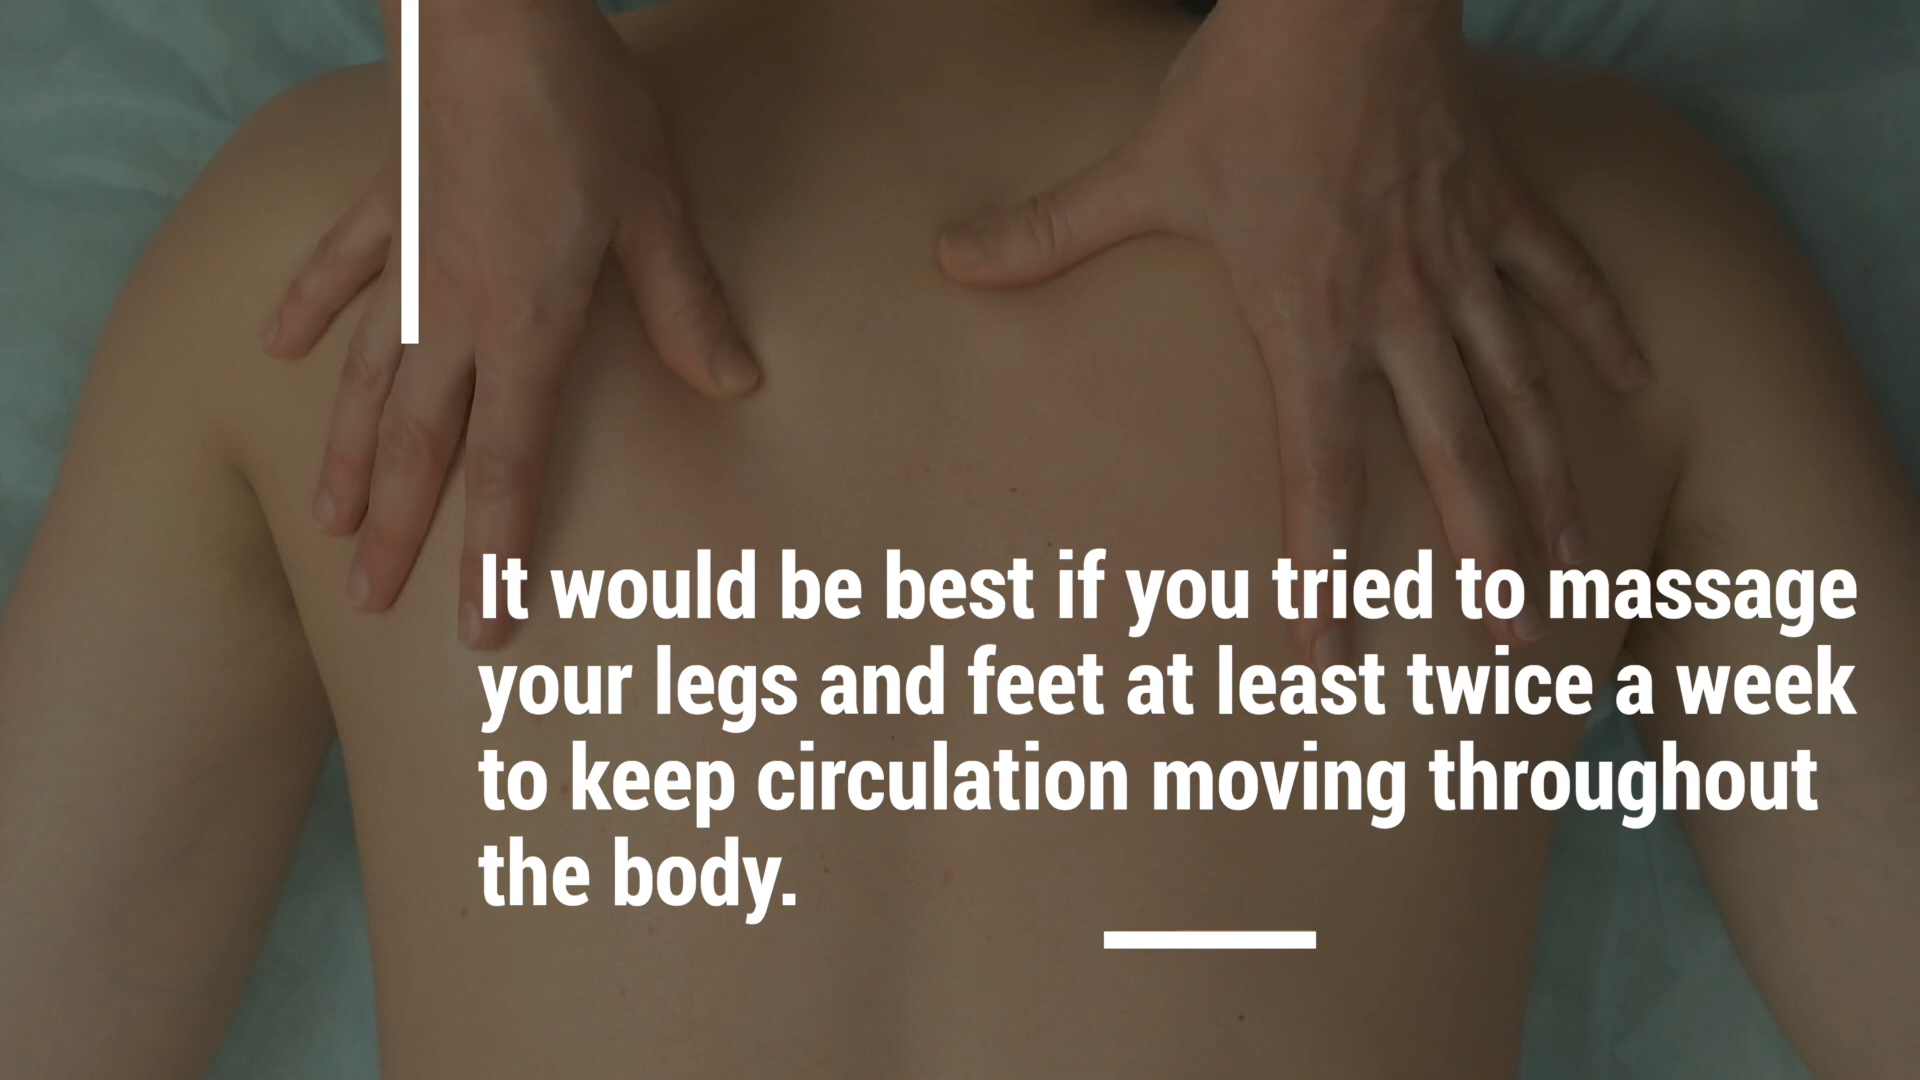 It would be best if you tried to massage
your legs and feet at least twice a week
to keep circulation moving throughout
the body.